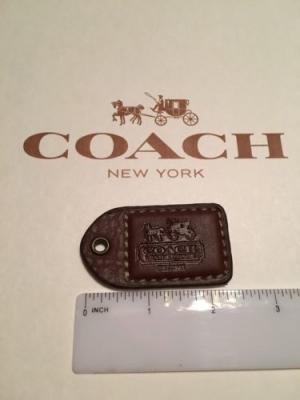 COACH
NEW YORK
COACH
0 INCH 1 2 3